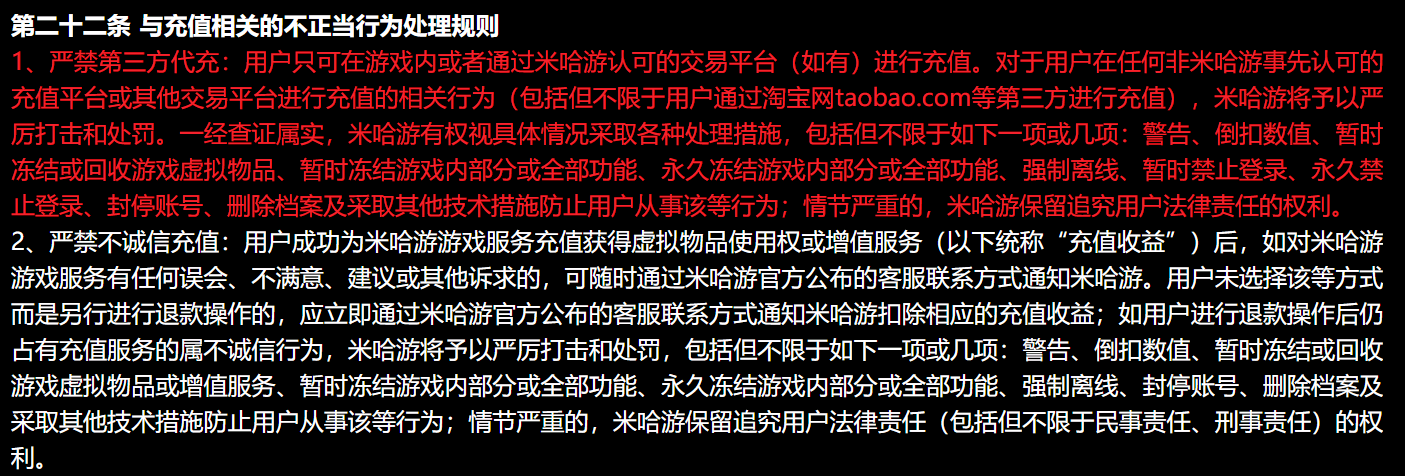 第二十二条 与充值相关的不正当行为处理规则
1、严禁第三方代充：用户只可在游戏内或者通过米哈游认可的交易平台（如有）进行充值。对于用户在任何非米哈游事先认可的
充值平台或其他交易平台进行充值的相关行为（包括但不限于用户通过淘宝网taobao.com等第三方进行充值），米哈游将予以严
厉打击和处罚。一经查证属实，米哈游有权视具体情况采取各种处理措施，包括但不限于如下一项或几项：警告、倒扣数值、暂时
冻结或回收游戏虚拟物品、暂时冻结游戏内部分或全部功能、永久冻结游戏内部分或全部功能、强制离线、暂时禁止登录、永久禁
止登录、封停账号、删除档案及采取其他技术措施防止用户从事该等行为；情节严重的，米哈游保留追究用户法律责任的权利。
2、严禁不诚信充值：用户成功为米哈游游戏服务充值获得虚拟物品使用权或增值服务（以下统称“充值收益”）后，如对米哈游
游戏服务有任何误会、不满意、建议或其他诉求的，可随时通过米哈游官方公布的客服联系方式通知米哈游。用户未选择该等方式
而是另行进行退款操作的，应立即通过米哈游官方公布的客服联系方式通知米哈游扣除相应的充值收益；如用户进行退款操作后仍
占有充值服务的属不诚信行为，米哈游将予以严厉打击和处罚，包括但不限于如下一项或几项：警告、倒扣数值、暂时冻结或回收
游戏虚拟物品或增值服务、暂时冻结游戏内部分或全部功能、永久冻结游戏内部分或全部功能、强制离线、封停账号、删除档案及
采取其他技术措施防止用户从事该等行为；情节严重的，米哈游保留追究用户法律责任（包括但不限于民事责任、刑事责任）的权
利。